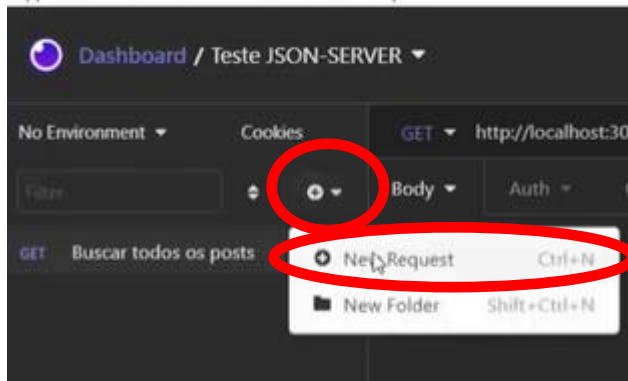 Dashboard / Teste JSON-SERVER
No Environment Cookies GET http://localhost:30
Filter Body Auth
GET Buscar todos os posts
New Request Ctrl+N
New Folder Shift+Ctrl+N